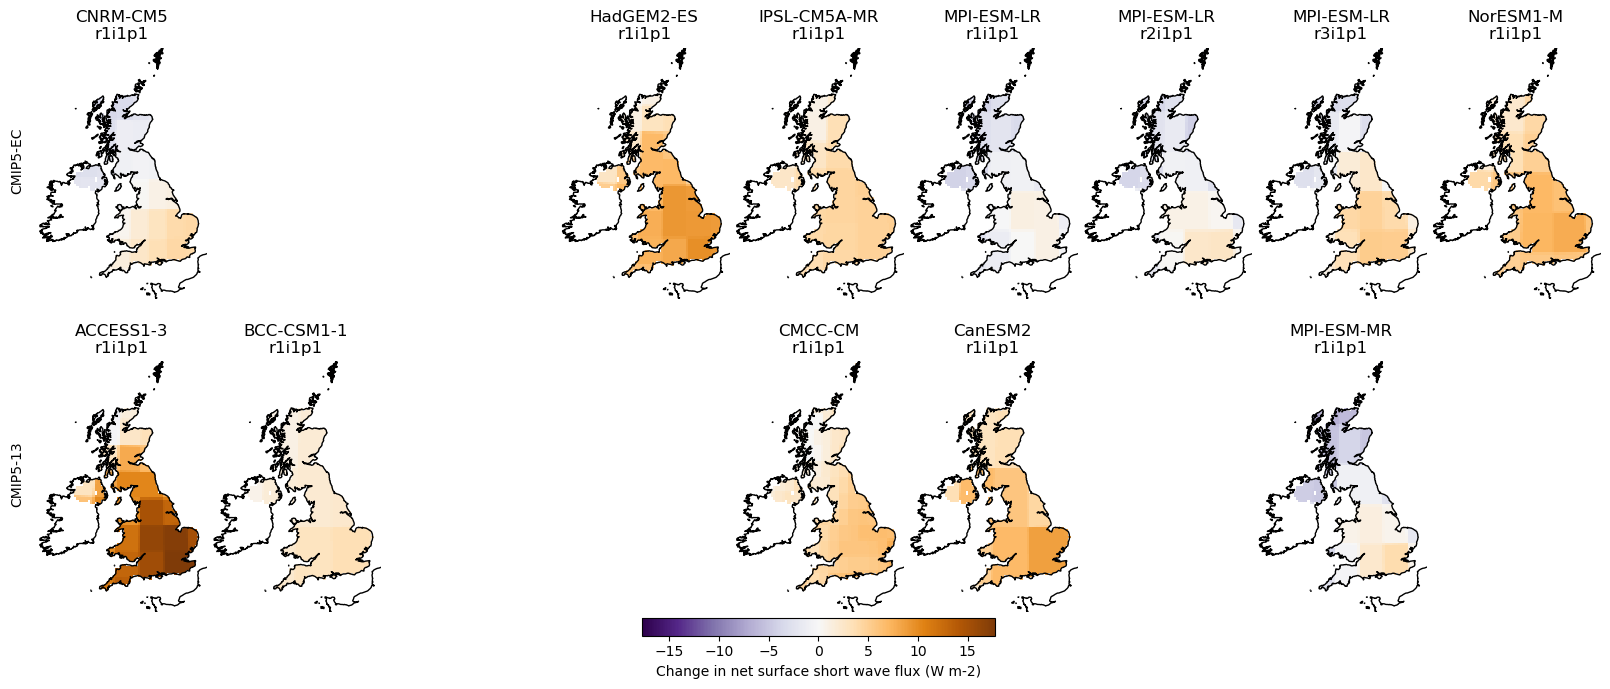 CNRM-CM5
r1i1p1
HadGEM2-ES
r1i1p1
IPSL-CM5A-MR
r1i1p1
MPI-ESM-LR
r1i1p1
MPI-ESM-LR
r2i1p1
MPI-ESM-LR
r3i1p1
NorESM1-M
r1i1p1
CMIP5-EC
ACCESS1-3
r1i1p1
BCC-CSM1-1
r1i1p1
CMCC-CM
r1i1p1
CanESM2
r1i1p1
MPI-ESM-MR
r1i1p1
CMIP5-13
−15 −10 −5 0 5 10 15
Change in net surface short wave flux (W m-2)